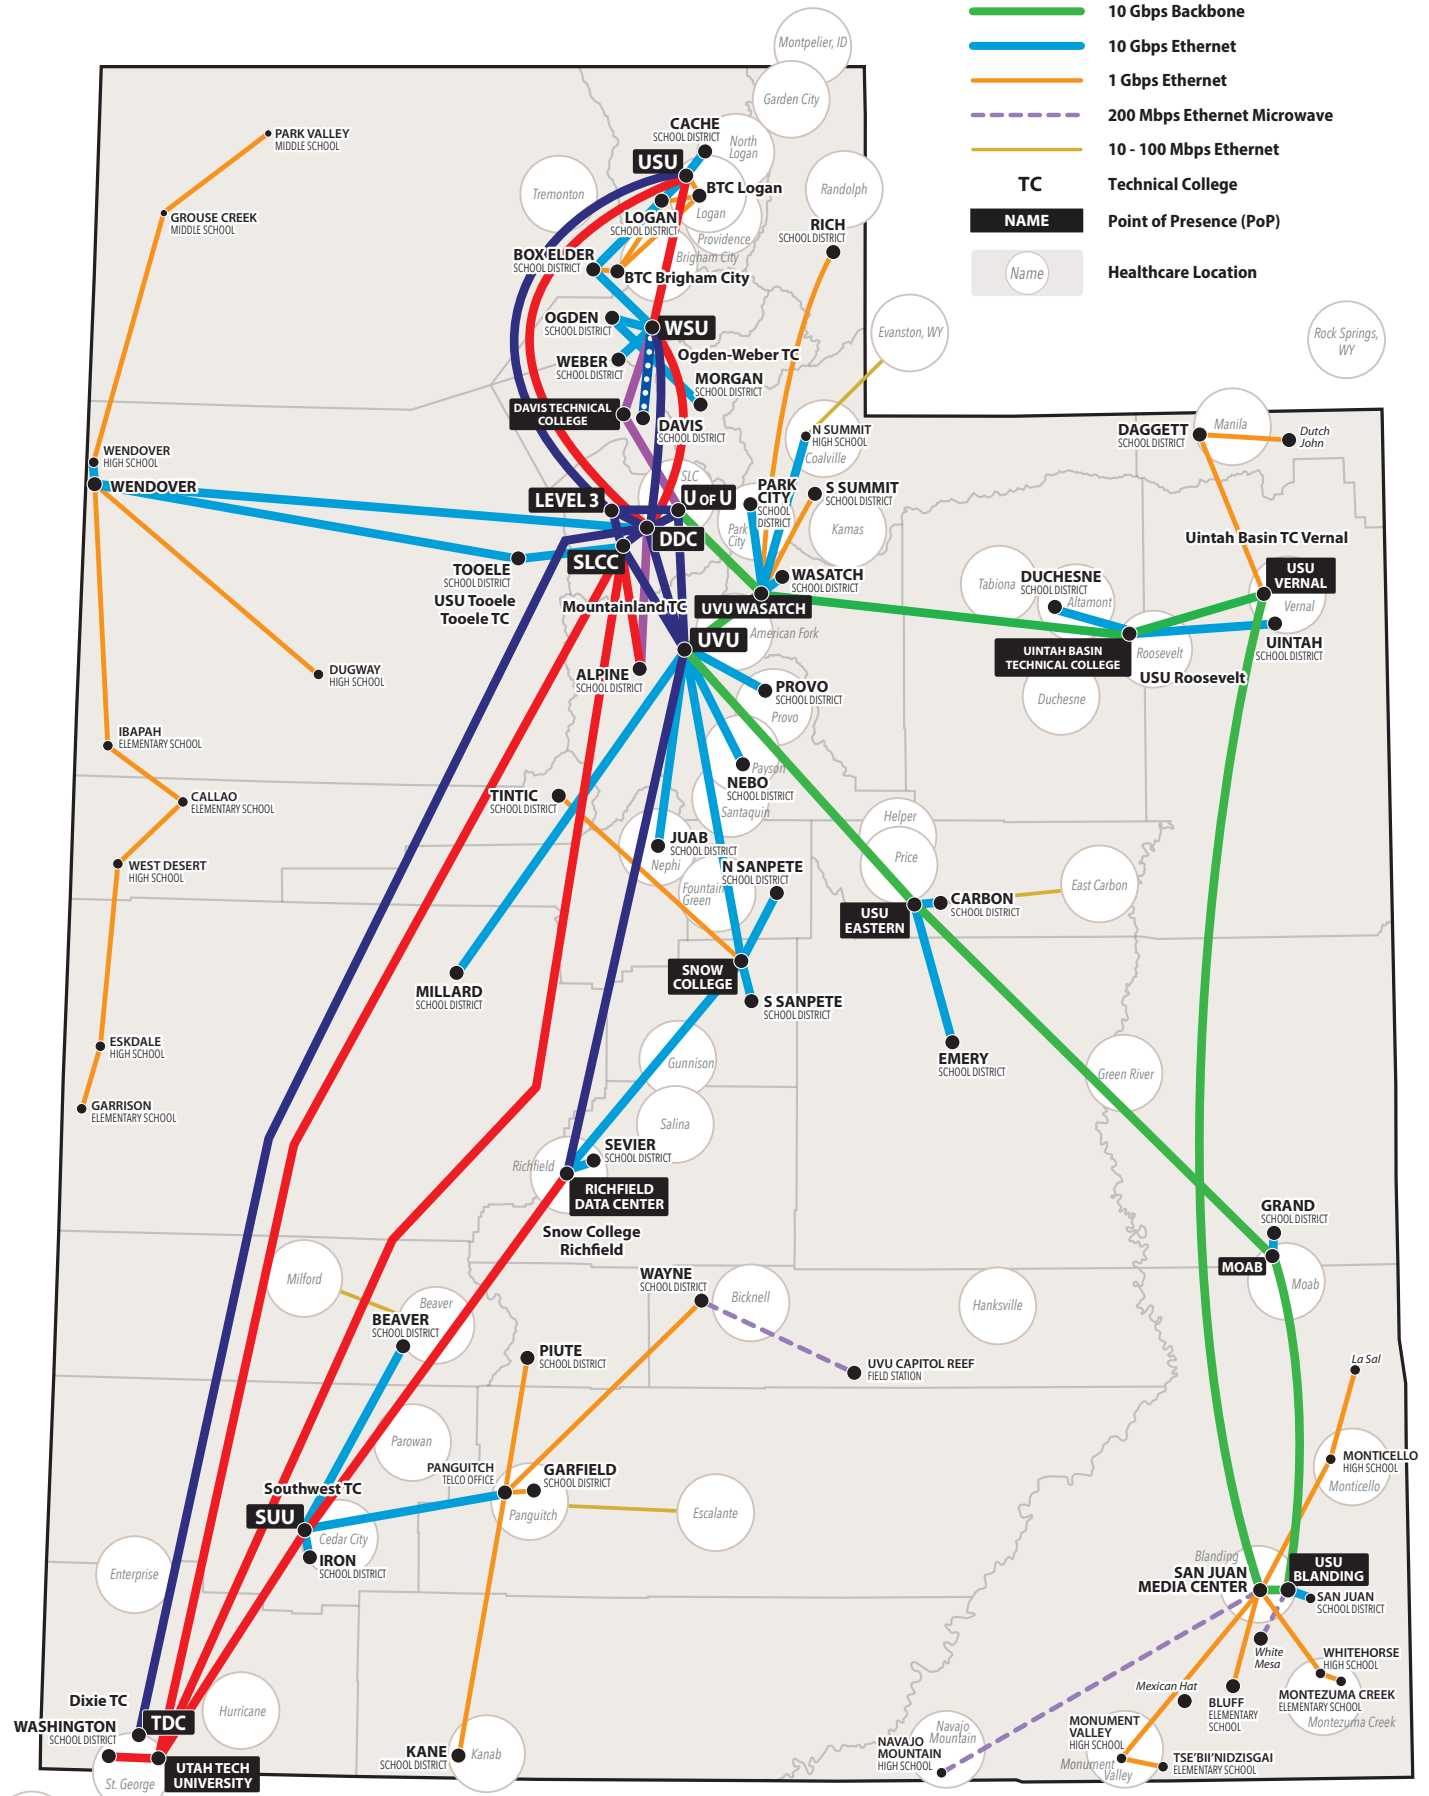 10 Gbps Backbone
10 Gbps Ethernet
1 Gbps Ethernet
200 Mbps Ethernet Microwave
10 - 100 Mbps Ethernet
TC
Technical College
NAME
Point of Presence (PoP)
Name
Healthcare Location
Montpelier, ID
Garden City
CACHE
SCHOOL DISTRICT
North
Logan
PARK VALLEY
MIDDLE SCHOOL
USU
BTC Logan
Tremonton
Randolph
Logan
GROUSE CREEK
MIDDLE SCHOOL
LOGAN
SCHOOL DISTRICT
RICH
SCHOOL DISTRICT
Providence
BOX ELDER
SCHOOL DISTRICT
Brigham City
BTC Brigham City
OGDEN
SCHOOL DISTRICT
WSU
Evanston, WY
Rock Springs,
WY
Ogden-Weber TC
WEBER
SCHOOL DISTRICT
MORGAN
SCHOOL DISTRICT
DAVIS TECHNICAL
COLLEGE
DAVIS
SCHOOL DISTRICT
N SUMMIT
HIGH SCHOOL
Coalville
DAGGETT
SCHOOL DISTRICT
Manila
Dutch
John
WENDOVER
HIGH SCHOOL
WENDOVER
SLC
LEVEL 3
U OF U
PARK
CITY
SCHOOL
DISTRICT
S SUMMIT
SCHOOL DISTRICT
Park
City
Kamas
DDC
Uintah Basin TC Vernal
SLCC
TOOELE
SCHOOL DISTRICT
USU Tooele
Tooele TC
WASATCH
SCHOOL DISTRICT
Tabiona
DUCHESNE
SCHOOL DISTRICT
Altamont
USU
VERNAL
Vernal
Mountainland TC
UVU WASATCH
American Fork
UVU
UINTAH BASIN
TECHNICAL COLLEGE
Roosevelt
UINTAH
SCHOOL DISTRICT
USU Roosevelt
DUGWAY
HIGH SCHOOL
ALPINE
SCHOOL DISTRICT
PROVO
SCHOOL DISTRICT
Provo
Duchesne
IBAPAH
ELEMENTARY SCHOOL
Payson
NEBO
SCHOOL DISTRICT
Santaquin
CALLAO
ELEMENTARY SCHOOL
TINTIC
SCHOOL DISTRICT
Helper
JUAB
SCHOOL DISTRICT
Nephi
Price
WEST DESERT
HIGH SCHOOL
N SANPETE
SCHOOL DISTRICT
Fountain
Green
East Carbon
CARBON
SCHOOL DISTRICT
USU
EASTERN
SNOW
COLLEGE
MILLARD
SCHOOL DISTRICT
S SANPETE
SCHOOL DISTRICT
ESKDALE
HIGH SCHOOL
EMERY
SCHOOL DISTRICT
Gunnison
Green River
GARRISON
ELEMENTARY SCHOOL
Salina
SEVIER
SCHOOL DISTRICT
Richfield
RICHFIELD
DATA CENTER
GRAND
SCHOOL DISTRICT
Snow College
Richfield
MOAB
Moab
Milford
WAYNE
SCHOOL DISTRICT
Bicknell
Hanksville
Beaver
BEAVER
SCHOOL DISTRICT
PIUTE
SCHOOL DISTRICT
UVU CAPITOL REEF
FIELD STATION
La Sal
Parowan
PANGUITCH
TELCO OFFICE
GARFIELD
SCHOOL DISTRICT
MONTICELLO
HIGH SCHOOL
Monticello
Southwest TC
SUU
Panguitch
Escalante
Cedar City
IRON
SCHOOL DISTRICT
Enterprise
Blanding
SAN JUAN
MEDIA CENTER
USU
BLANDING
SAN JUAN
SCHOOL DISTRICT
White
Mesa
WHITEHORSE
HIGH SCHOOL
Mexican Hat
BLUFF
ELEMENTARY
SCHOOL
MONTEZUMA CREEK
ELEMENTARY SCHOOL
Montezuma Creek
Dixie TC
Hurricane
WASHINGTON
SCHOOL DISTRICT
TDC
St. George
UTAH TECH
UNIVERSITY
KANE
SCHOOL DISTRICT
Kanab
Navajo
Mountain
NAVAJO
MOUNTAIN
HIGH SCHOOL
MONUMENT
VALLEY
HIGH SCHOOL
Monument
Valley
TSE'BII'NIDZISGAI
ELEMENTARY SCHOOL